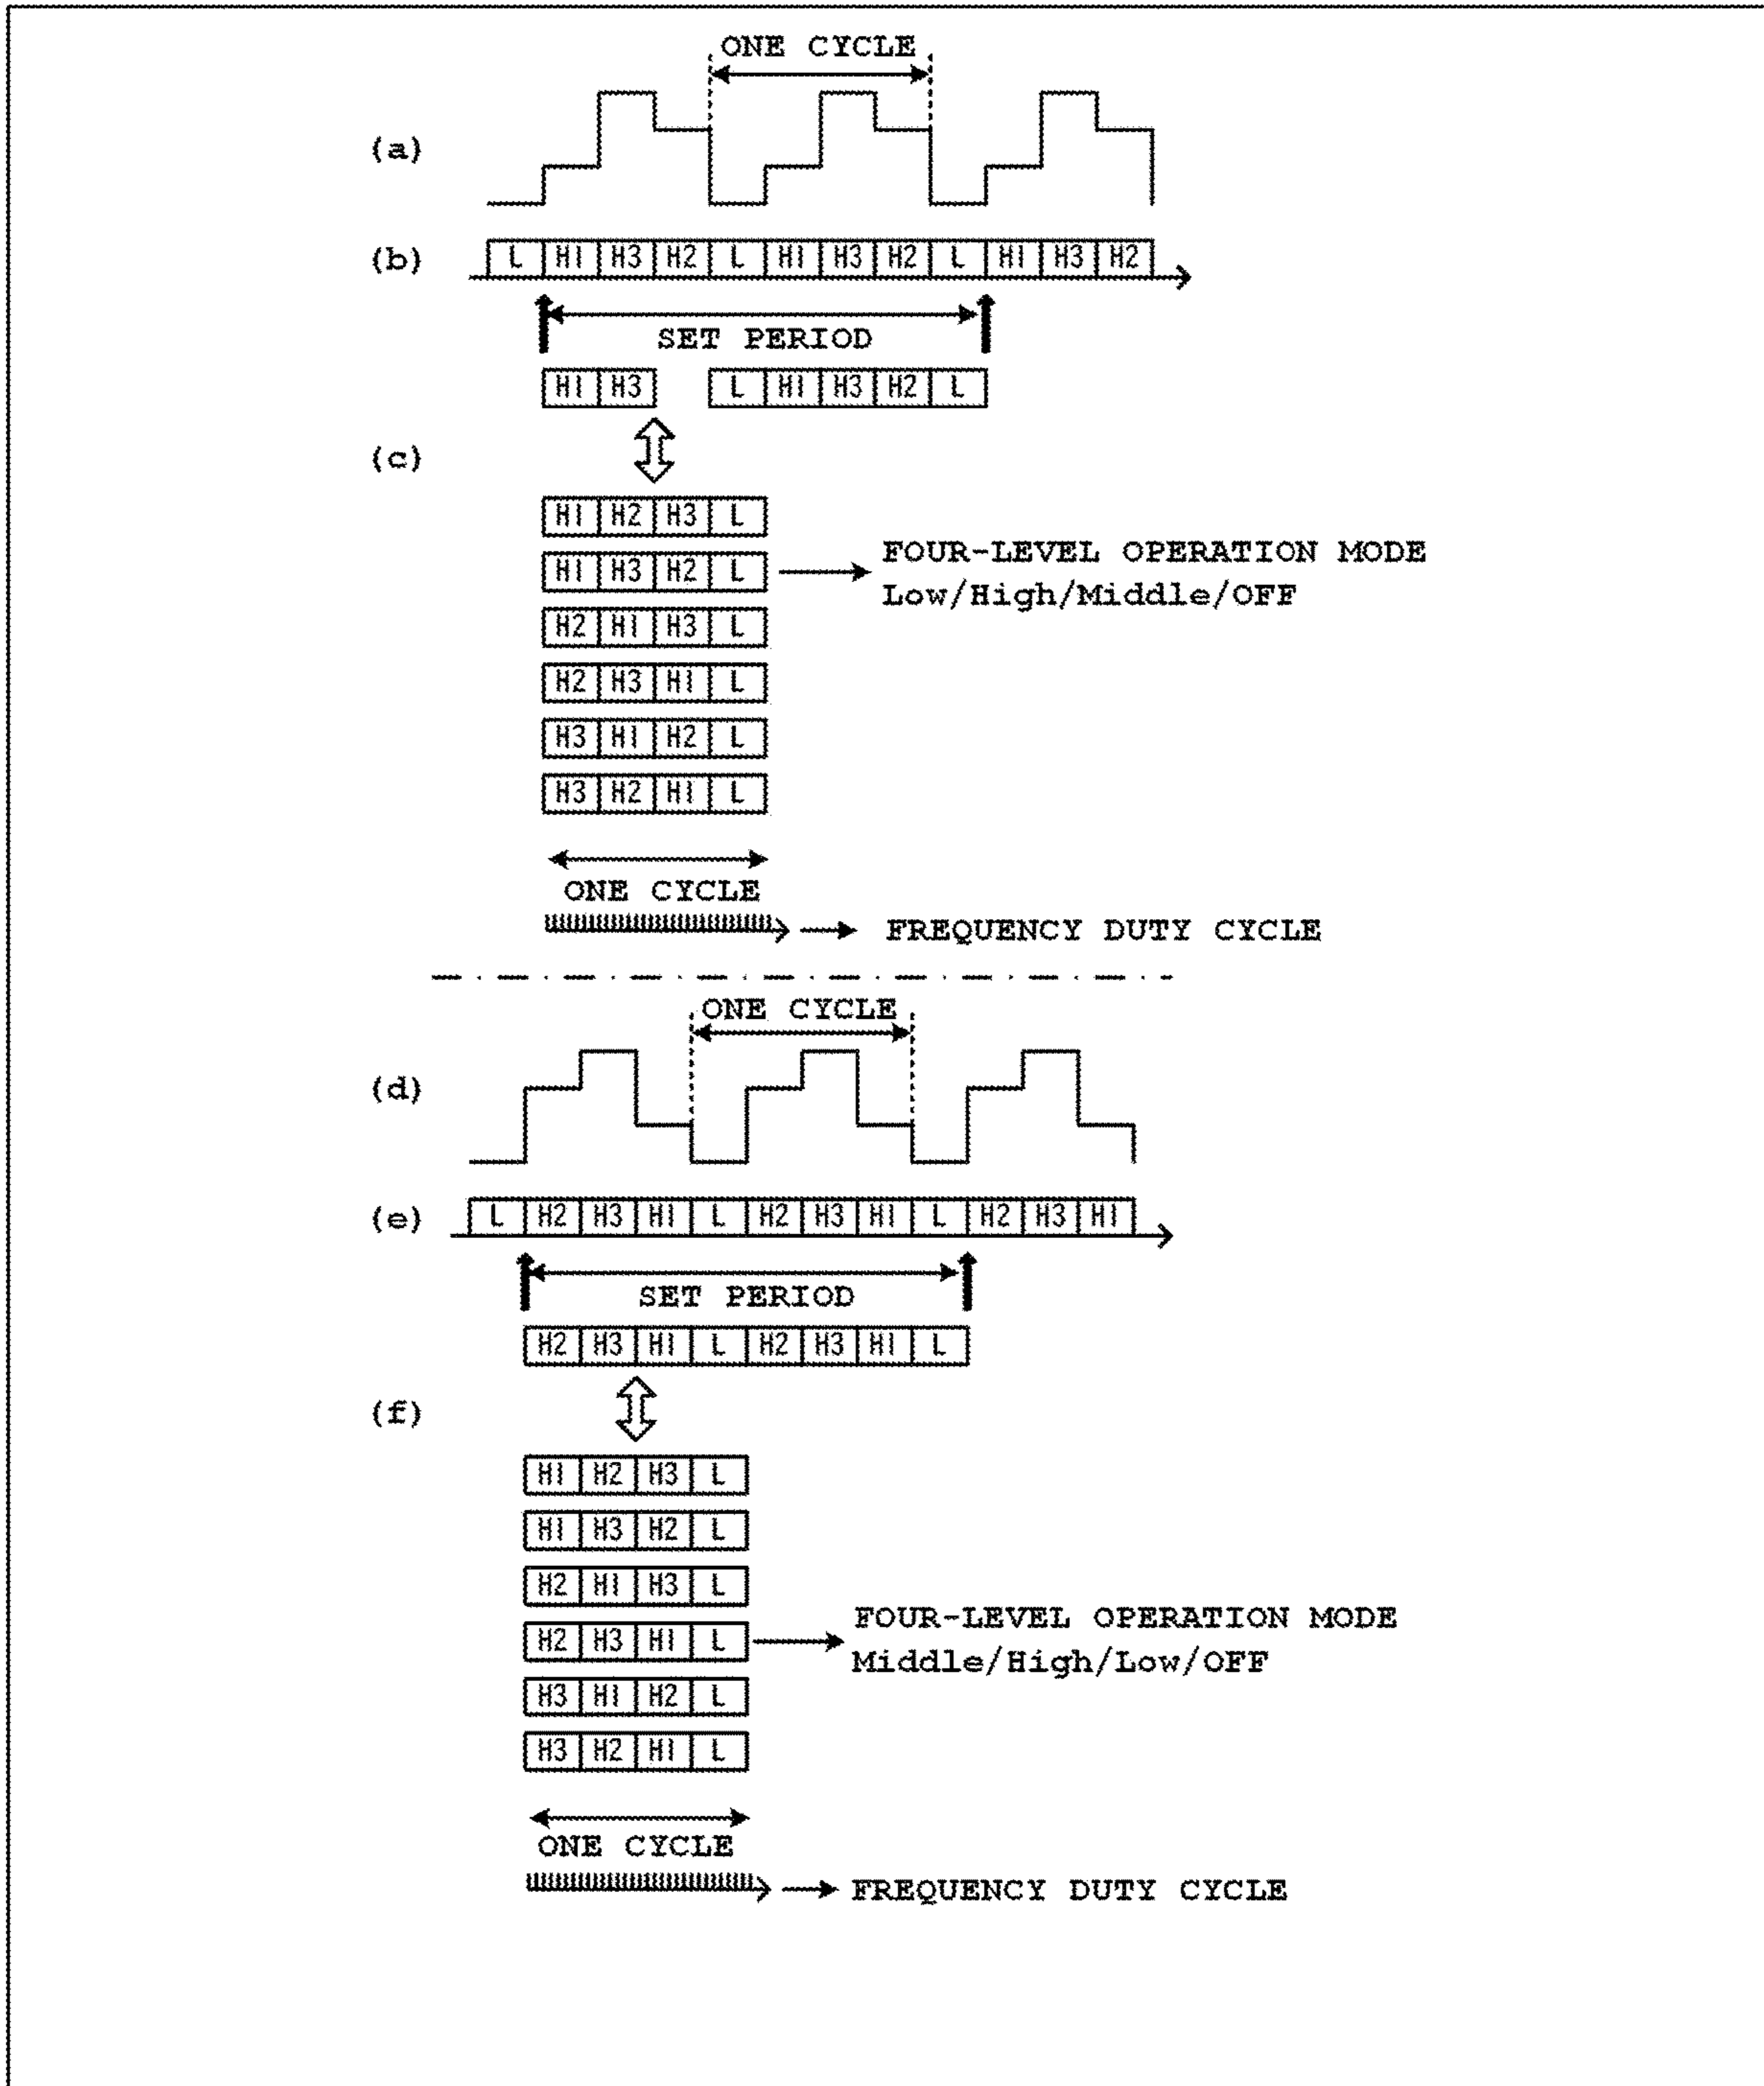 ONE CYCLE
(a)
(b) L H1 H3 H2 L H1 H3 H2 L H1 H3 H2
SET PERIOD
H1 H3 L H1 H3 H2 L
(c)
H1 H2 H3 L
FOUR-LEVEL OPERATION MODE
H1 H3 H2 L
Low/High/Middle/OFF
H2 H1 H3 L
H2 H3 H1 L
H3 H1 H2 L
H3 H2 H1 L
ONE CYCLE
FREQUENCY DUTY CYCLE
ONE CYCLE
(d)
(e) L H2 H3 H1 L H2 H3 H1 L H2 H3 H1
SET PERIOD
H2 H3 H1 L H2 H3 H1 L
(f)
H1 H2 H3 L
H1 H3 H2 L
H2 H1 H3 L
FOUR-LEVEL OPERATION MODE
H2 H3 H1 L
Middle/High/Low/OFF
H3 H1 H2 L
H3 H2 H1 L
ONE CYCLE
FREQUENCY DUTY CYCLE